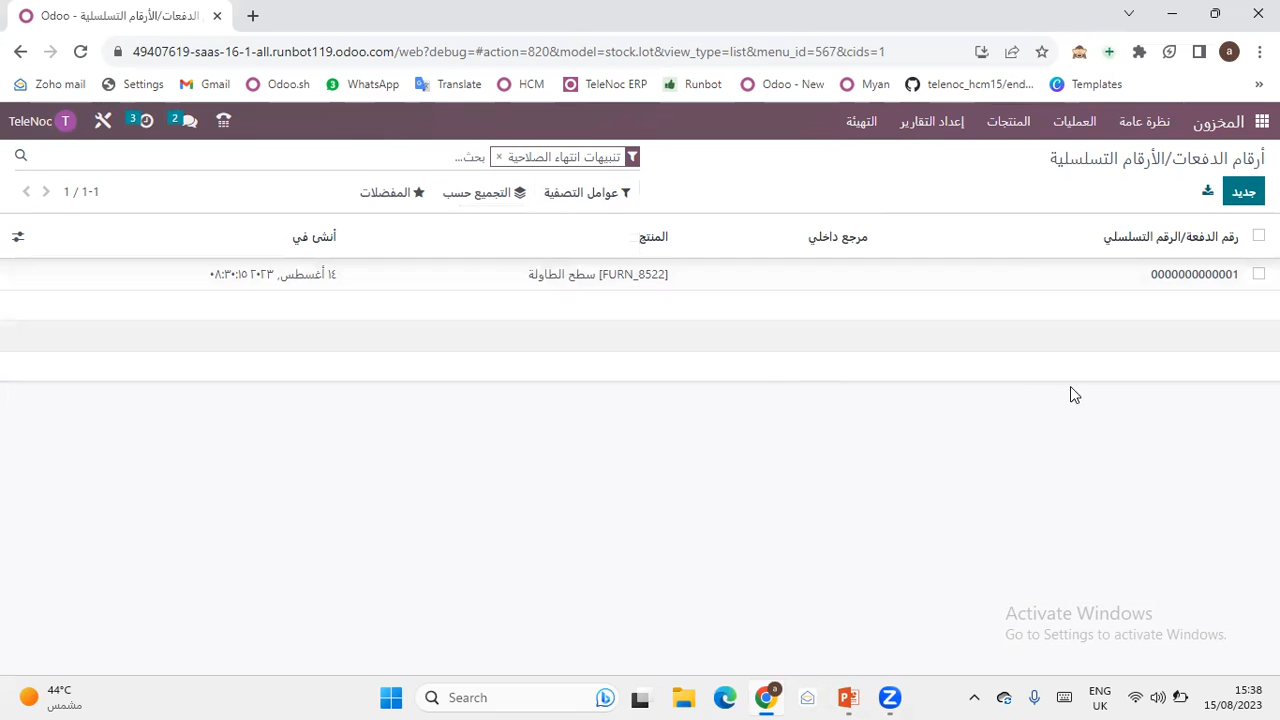 الدفعات/الأرقام التسلسلية - Odoo
49407619-saas-16-1-all.runbot119.odoo.com/web?debug=#action=820&model=stock.lot&view_type=list&menu_id=567&cids=1
a
Zoho mail
Settings
Gmail
Odoo.sh
WhatsApp
Translate
HCM
TeleNoc ERP
Runbot
Odoo - New
Myan
telenoc_hcm15/end...
Templates
»
المخزون
نظرة عامة
العمليات
المنتجات
إعداد التقارير
التهيئة
2
3
TeleNoc T
أرقام الدفعات/الأرقام التسلسلية
تنبيهات انتهاء الصلاحية ×
بحث...
جديد
عوامل التصفية
التجميع حسب
المفضلات
1 / 1-1
رقم الدفعة/الرقم التسلسلي
مرجع داخلي
المنتج
أنشئ في
0000000000001
[FURN_8522] سطح الطاولة
١٤ أغسطس, ٢٠٢٣ ٠٨:٣٠:١٥
Activate Windows
Go to Settings to activate Windows.
44°C
مشمس
Search
a
ENG
UK
15:38
15/08/2023